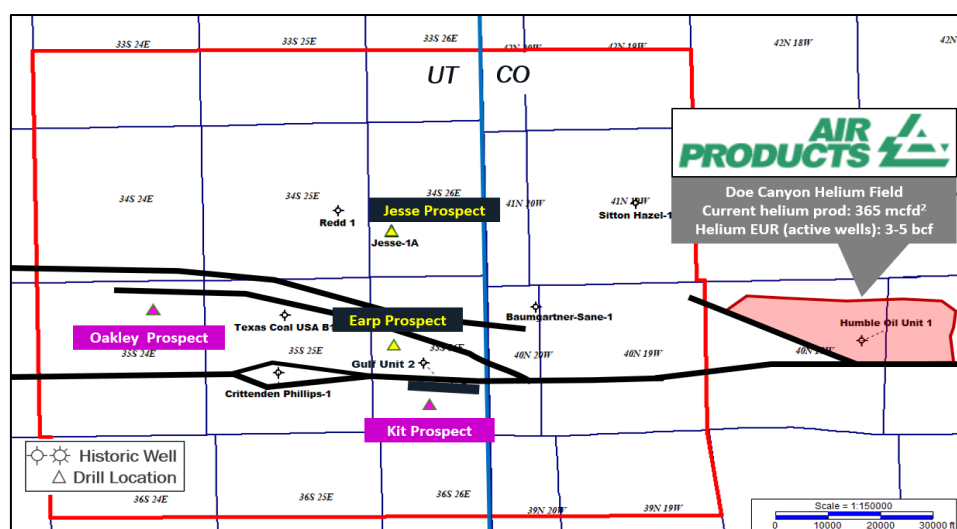 33S 24E
33S 25E
33S 26E
42N 20W
42N 19W
42N 18W
42N
UT CO
AIR
PRODUCTS
Doe Canyon Helium Field
Current helium prod: 365 mcfd²
Helium EUR (active wells): 3-5 bcf
34S 24E
34S 25E
34S 26E
41N 20W
41N 19W
Redd 1
Jesse Prospect
Jesse-1A
Sitton Hazel-1
Oakley Prospect
Texas Coal USA B1
Earp Prospect
Baumgartner-Sane-1
Humble Oil Unit 1
35S 24E
35S 25E
35S 26E
40N 20W
40N 19W
Gulf Unit 2
Crittenden Phillips-1
Kit Prospect
Historic Well
Drill Location
36S 24E
36S 25E
36S 26E
39N 20W
39N 19W
Scale = 1:150000
0 10000 20000 30000 ft